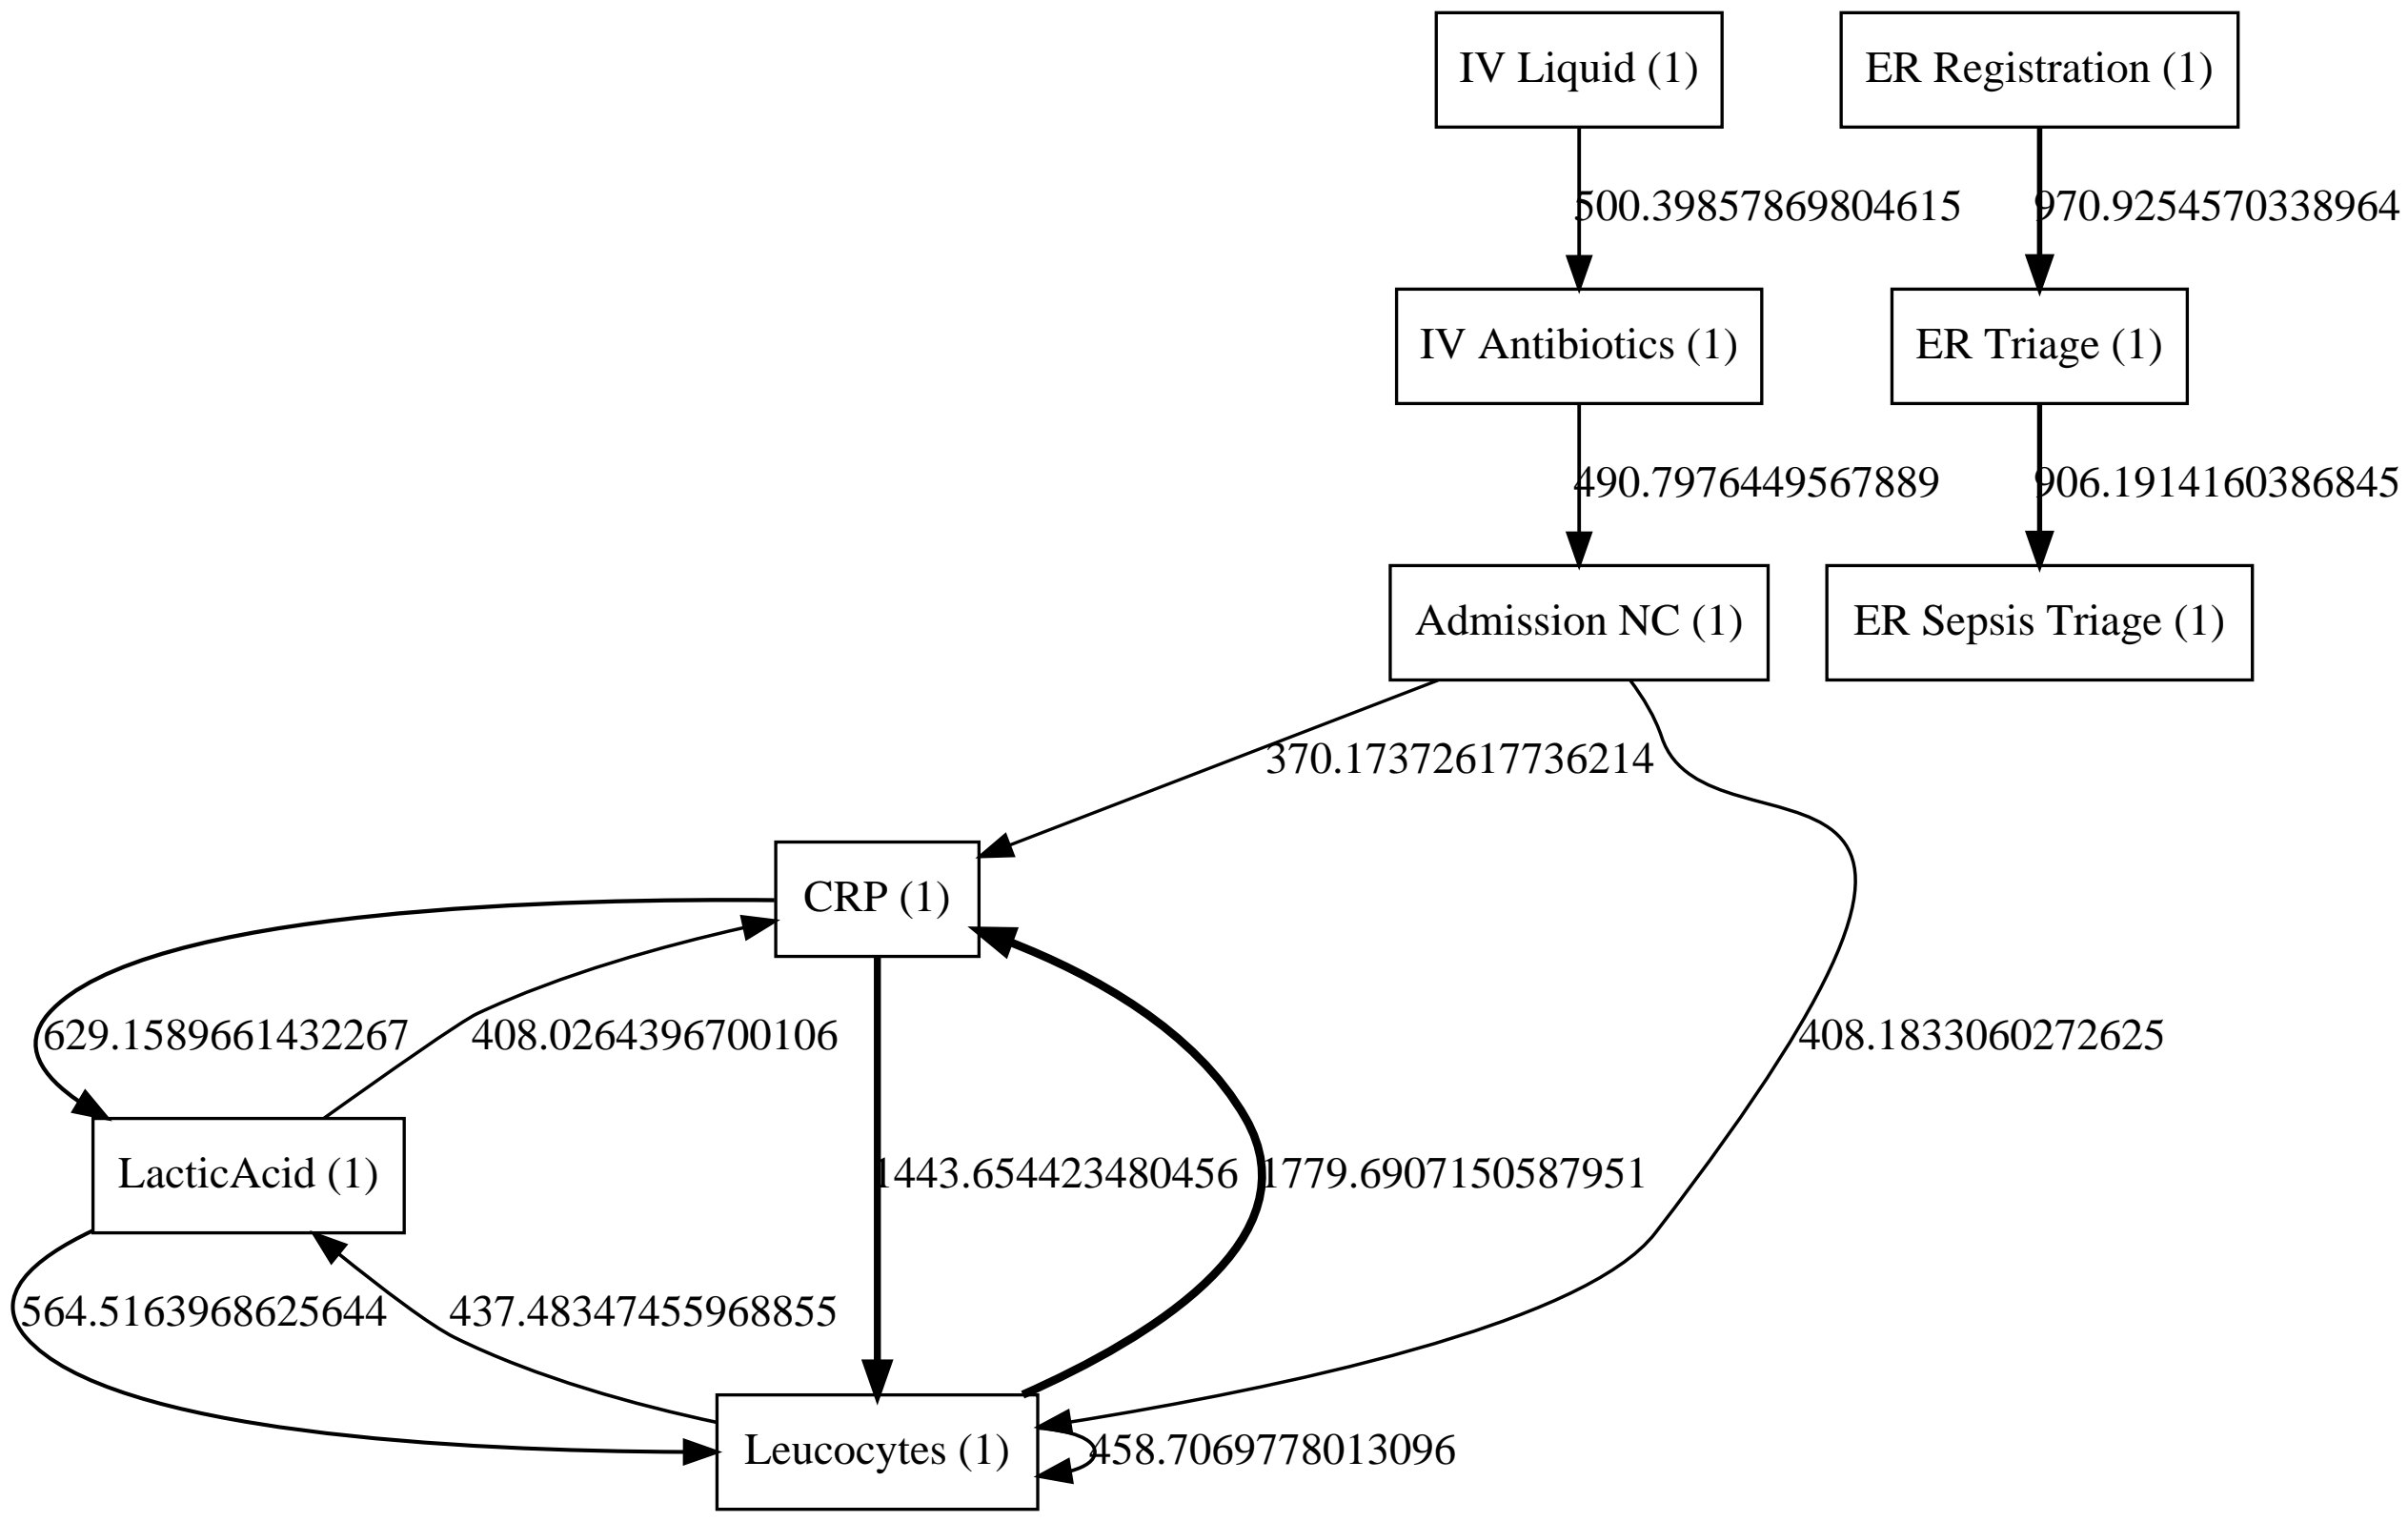 IV Liquid (1)
ER Registration (1)
500.39857869804615
970.9254570338964
IV Antibiotics (1)
ER Triage (1)
490.7976449567889
906.1914160386845
Admission NC (1)
ER Sepsis Triage (1)
370.17372617736214
CRP (1)
629.1589661432267
408.0264396700106
408.1833060272625
LacticAcid (1)
1443.654423480456
1779.6907150587951
564.5163968625644
437.48347455968855
Leucocytes (1)
458.7069778013096